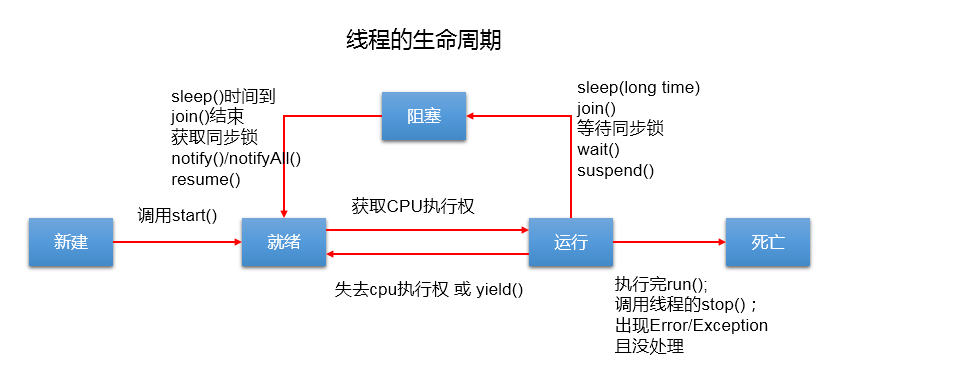 线程的生命周期
sleep()时间到
join()结束
获取同步锁
notify()/notifyAll()
resume()
阻塞
sleep(long time)
join()
等待同步锁
wait()
suspend()
新建
调用start()
就绪
获取CPU执行权
失去cpu执行权 或 yield()
运行
死亡
执行完run();
调用线程的stop()；
出现Error/Exception
且没处理